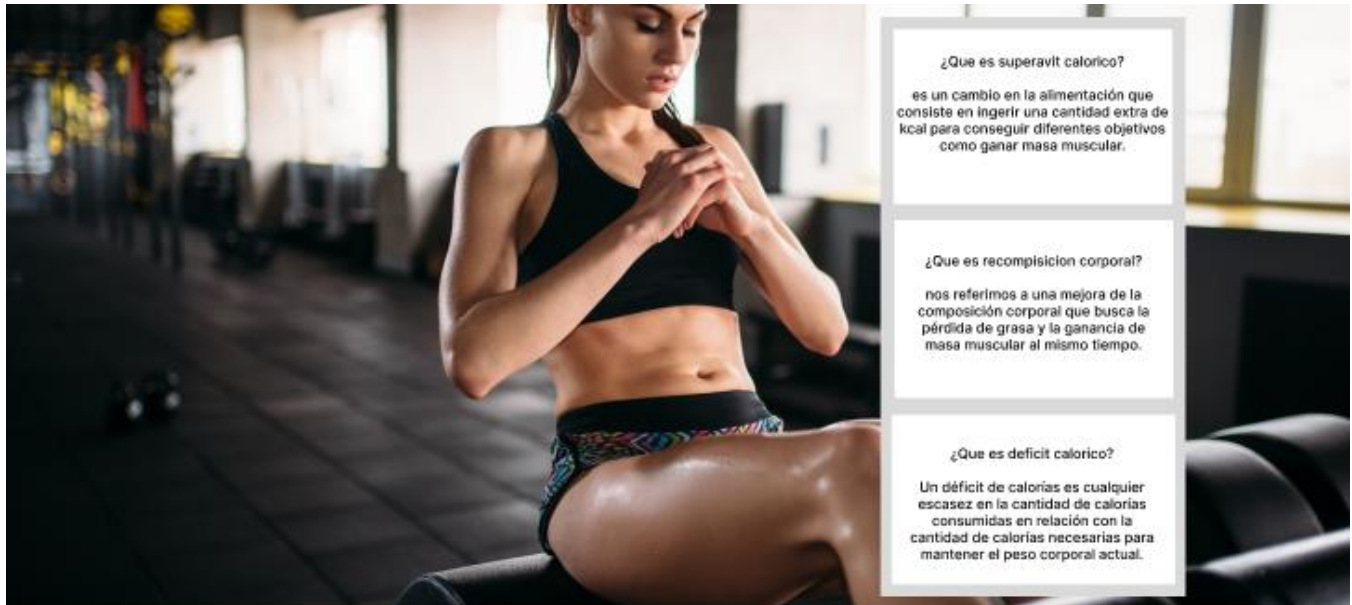 ¿Que es superavit calorico?
es un cambio en la alimentación que
consiste en ingerir una cantidad extra de
kcal para conseguir diferentes objetivos
como ganar masa muscular.
¿Que es recompisicion corporal?
nos referimos a una mejora de la
composición corporal que busca la
pérdida de grasa y la ganancia de
masa muscular al mismo tiempo.
¿Que es deficit calorico?
Un déficit de calorías es cualquier
escasez en la cantidad de calorías
consumidas en relación con la
cantidad de calorías necesarias para
mantener el peso corporal actual.